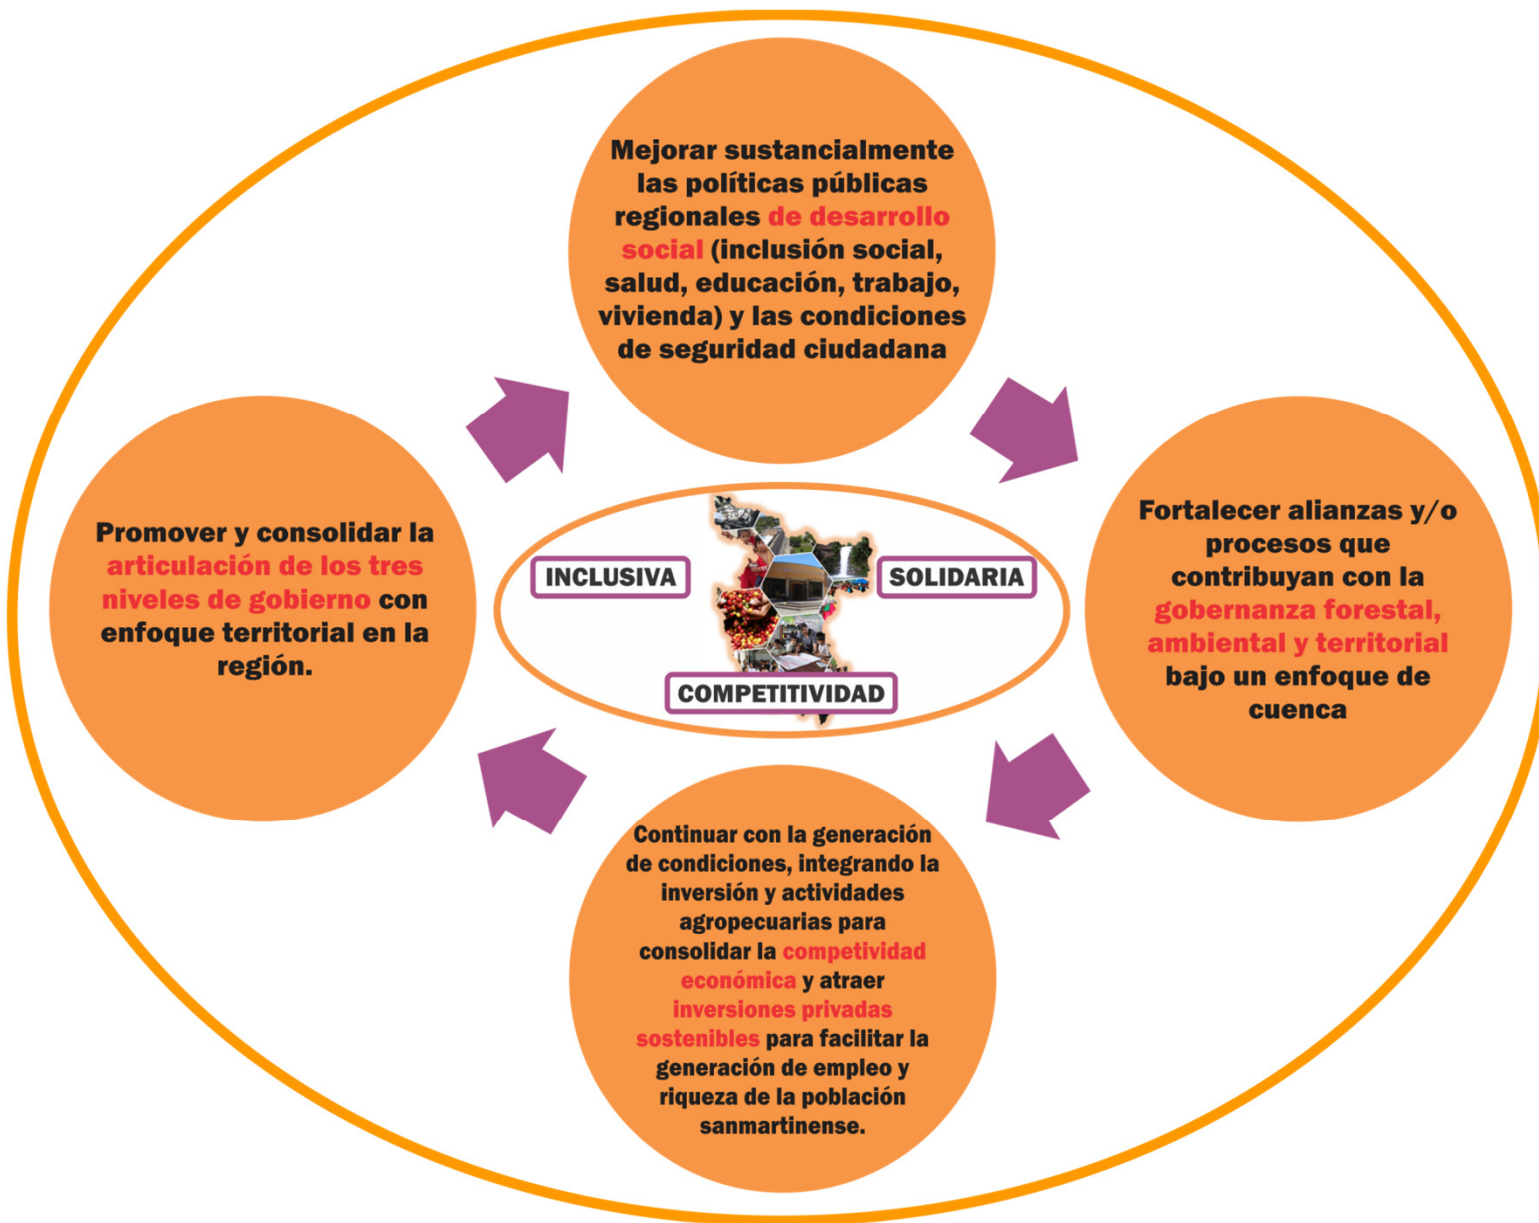 Mejorar sustancialmente
las políticas públicas
regionales de desarrollo
social (inclusión social,
salud, educación, trabajo,
vivienda) y las condiciones
de seguridad ciudadana
Promover y consolidar la
articulación de los tres
niveles de gobierno con
enfoque territorial en la
región.
INCLUSIVA
SOLIDARIA
COMPETITIVIDAD
Fortalecer alianzas y/o
procesos que
contribuyan con la
gobernanza forestal,
ambiental y territorial
bajo un enfoque de
cuenca
Continuar con la generación
de condiciones, integrando la
inversión y actividades
agropecuarias para
consolidar la competividad
económica y atraer
inversiones privadas
sostenibles para facilitar la
generación de empleo y
riqueza de la población
sanmartinense.